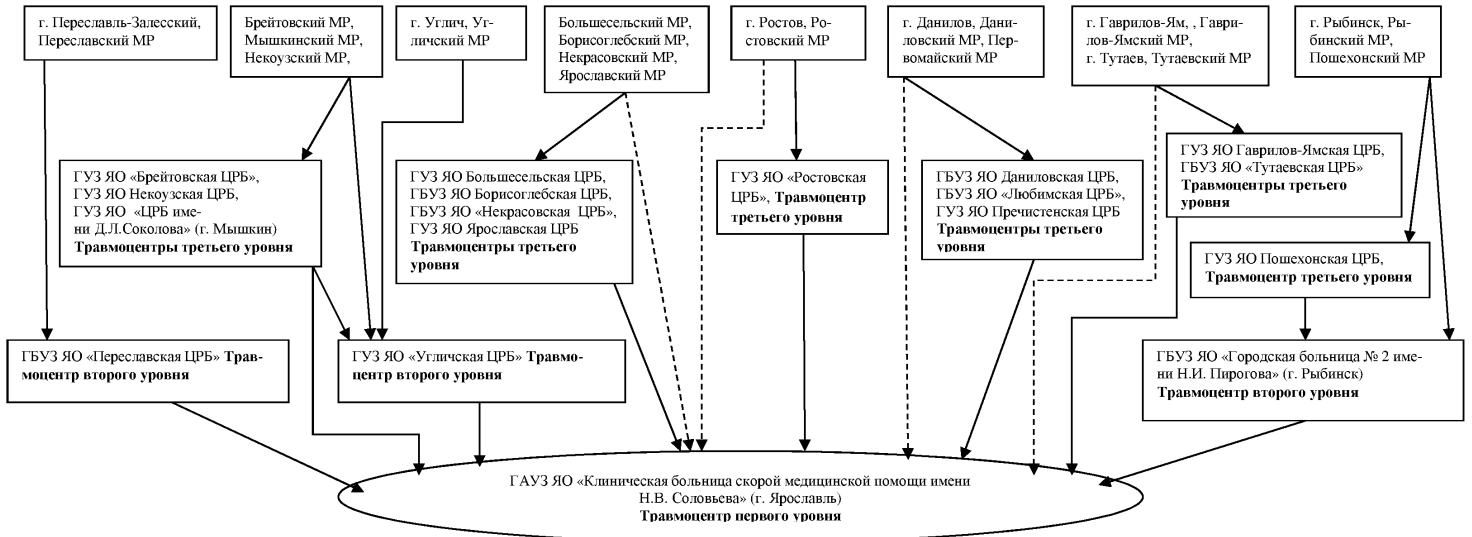 г. Переславль-Залесский,
Переславский МР
Брейтовский МР,
Мышкинский МР,
Некоузский МР,
г. Углич, Уг-
личский МР
Большесельский МР,
Борисоглебский МР,
Некрасовский МР,
Ярославский МР
г. Ростов, Ро-
стовский МР
г. Данилов, Дани-
ловский МР, Пер-
вомайский МР
г. Гаврилов-Ям, , Гаври-
лов-Ямский МР,
г. Тутаев, Тутаевский МР
г. Рыбинск, Ры-
бинский МР,
Пошехонский МР
ГУЗ ЯО «Брейтовская ЦРБ»,
ГУЗ ЯО Некоузская ЦРБ,
ГУЗ ЯО «ЦРБ име-
ни Д.Л.Соколова» (г. Мышкин)
Травмоцентры третьего уровня
ГУЗ ЯО Большесельская ЦРБ,
ГБУЗ ЯО Борисоглебская ЦРБ,
ГБУЗ ЯО «Некрасовская ЦРБ»,
ГУЗ ЯО Ярославская ЦРБ
Травмоцентры третьего
уровня
ГУЗ ЯО «Ростовская
ЦРБ», Травмоцентр
третьего уровня
ГБУЗ ЯО Даниловская ЦРБ,
ГБУЗ ЯО «Любимская ЦРБ»,
ГУЗ ЯО Пречистенская ЦРБ
Травмоцентры третьего
уровня
ГУЗ ЯО Гаврилов-Ямская ЦРБ,
ГБУЗ ЯО «Тутаевская ЦРБ»
Травмоцентры третьего
уровня
ГУЗ ЯО Пошехонская ЦРБ,
Травмоцентр третьего уровня
ГБУЗ ЯО «Переславская ЦРБ» Трав-
моцентр второго уровня
ГУЗ ЯО «Угличская ЦРБ» Травмо-
центр второго уровня
ГБУЗ ЯО «Городская больница № 2 име-
ни Н.И. Пирогова» (г. Рыбинск)
Травмоцентр второго уровня
ГАУЗ ЯО «Клиническая больница скорой медицинской помощи имени
Н.В. Соловьева» (г. Ярославль)
Травмоцентр первого уровня